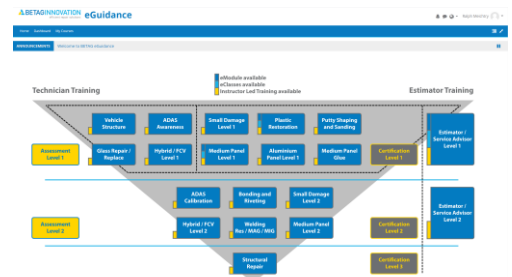 BETAGINNOVATION eGuidance
Home Dashboard My Courses
ANNOUNCEMENTS Welcome to BETAG eGuidance
eModule available
eClasses available
Instructor Led Training available
Technician Training
Estimator Training
Vehicle
Structure
ADAS
Awareness
Small Damage
Level 1
Plastic
Restoration
Putty Shaping
and Sanding
Estimator /
Service Advisor
Level 1
Assessment
Level 1
Glass Repair /
Replace
Hybrid / FCV
Level 1
Medium Panel
Level 1
Aluminium
Panel Level 1
Medium Panel
Glue
Certification
Level 1
ADAS
Calibration
Bonding and
Riveting
Small Damage
Level 2
Estimator /
Service Advisor
Level 2
Assessment
Level 2
Hybrid / FCV
Level 2
Welding
Res / MAG / MIG
Medium Panel
Level 2
Certification
Level 2
Structural
Repair
Certification
Level 3